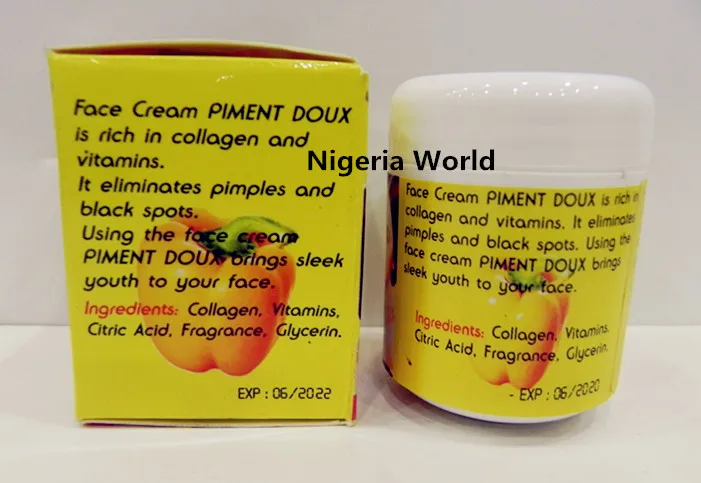 Face Cream PIMENT DOUX
is rich in collagen and
vitamins.
It eliminates pimples and
black spots.
Using the face cream
PIMENT DOUX brings sleek
youth to your face.
Ingredients: Collagen, Vitamins,
Citric Acid, Fragrance, Glycerin.
EXP : 06/2022
Nigeria World
Face Cream PIMENT DOUX is rich in
collagen and vitamins. It eliminates
pimples and black spots. Using the
face cream PIMENT DOUX brings
sleek youth to your face.
Ingredients: Collagen, Vitamins,
Citric Acid, Fragrance, Glycerin.
- EXP : 06/2020